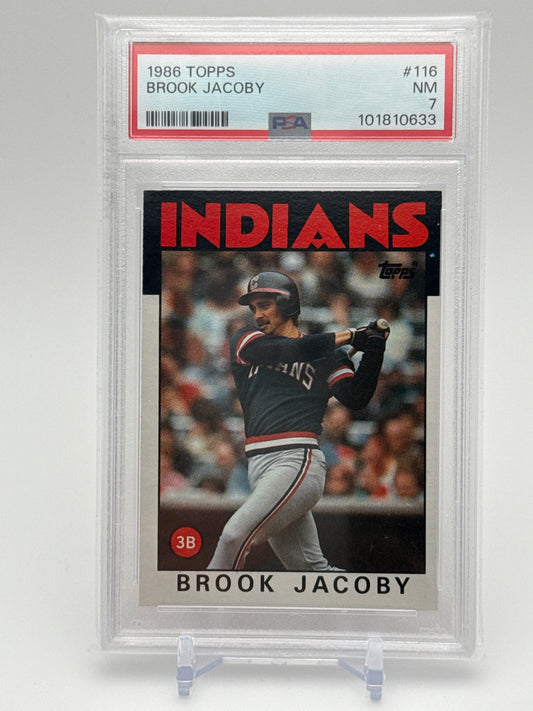 1986 TOPPS #116
BROOK JACOBY NM
7
PSA 101810633
INDIANS
topps
3B
BROOK JACOBY